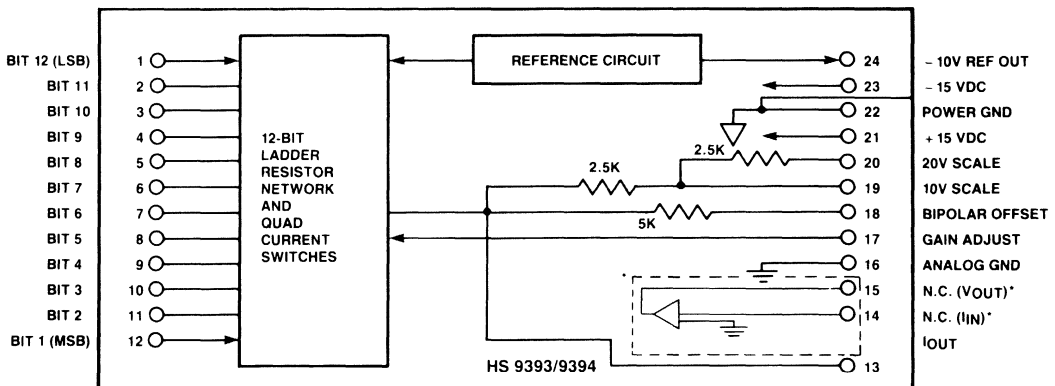 BIT 12 (LSB) 1
BIT 11 2
BIT 10 3
BIT 9 4
BIT 8 5
BIT 7 6
BIT 6 7
BIT 5 8
BIT 4 9
BIT 3 10
BIT 2 11
BIT 1 (MSB) 12
12-BIT
LADDER
RESISTOR
NETWORK
AND
QUAD
CURRENT
SWITCHES
REFERENCE CIRCUIT
2.5K
2.5K
5K
*
24 – 10V REF OUT
23 – 15 VDC
22 POWER GND
21 + 15 VDC
20 20V SCALE
19 10V SCALE
18 BIPOLAR OFFSET
17 GAIN ADJUST
16 ANALOG GND
15 N.C. (VOUT)*
14 N.C. (IIN)*
IOUT
13
HS 9393/9394